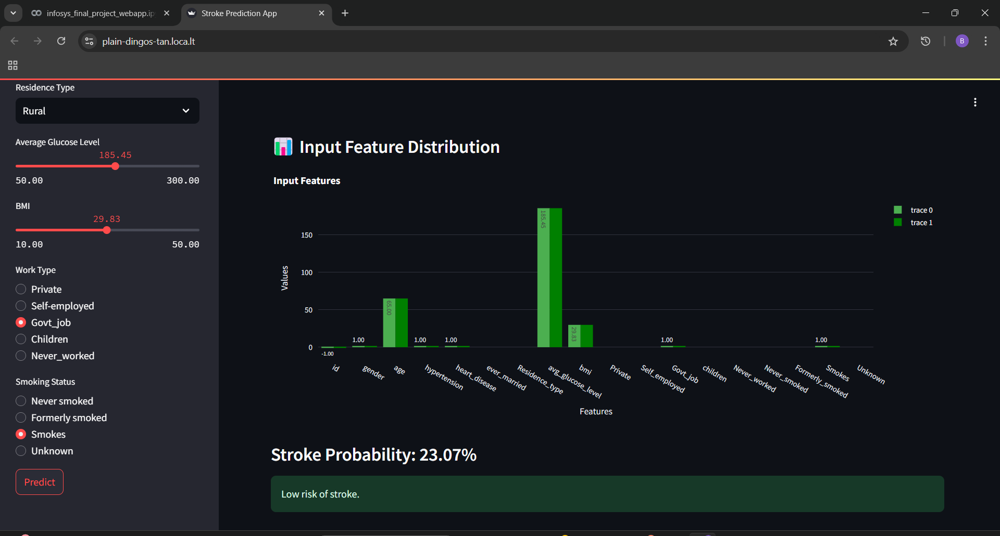 infosys_final_project_webapp.ip
Stroke Prediction App
plain-dingos-tan.loca.lt
B
Residence Type
Rural
Average Glucose Level
185.45
50.00 300.00
BMI
29.83
10.00 50.00
Work Type
Private
Self-employed
Govt_job
Children
Never_worked
Smoking Status
Never smoked
Formerly smoked
Smokes
Unknown
Predict
Input Feature Distribution
Input Features
trace 0
trace 1
Values
150
100
50
0
-1.00
1.00
65.00
1.00
1.00
185.45
29.83
1.00
1.00
id
gender
age
hypertension
heart_disease
ever_married
Residence_type
avg_glucose_level
bmi
Private
Self_employed
Govt_job
children
Never_worked
Never_smoked
Formerly_smoked
Smokes
Unknown
Features
Stroke Probability: 23.07%
Low risk of stroke.